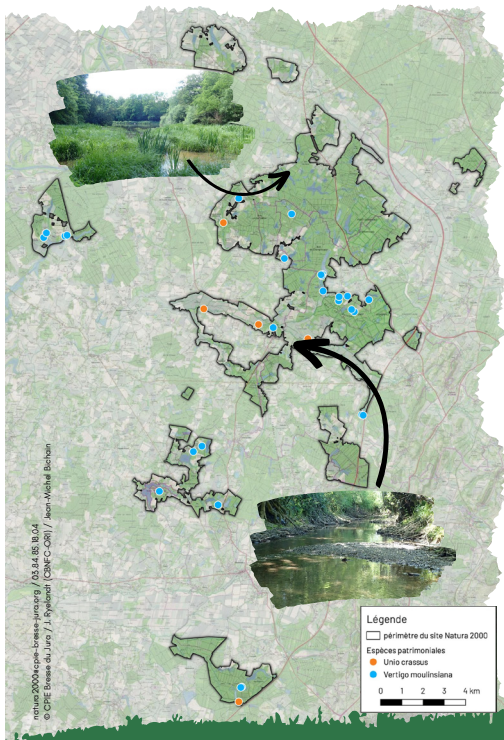 natura2000@cpie-bresse-jura.org / 03.84.85.18.04
© CPIE Bresse du Jura / J. Ryelandt (CBNFC-ORI) / Jean-Michel Bichain
Légende
périmètre du site Natura 2000
Espèces patrimoniales
Unio crassus
Vertigo moulinsiana
0 1 2 3 4 km